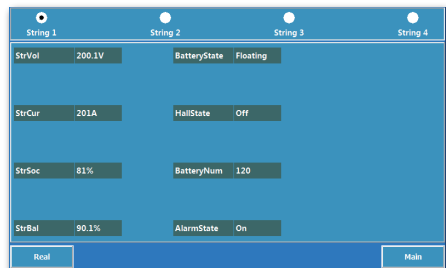 String 1 String 2 String 3 String 4
StrVol 200.1V BatteryState Floating
StrCur 201A HallState Off
StrSoc 81% BatteryNum 120
StrBal 90.1% AlarmState On
Real Main